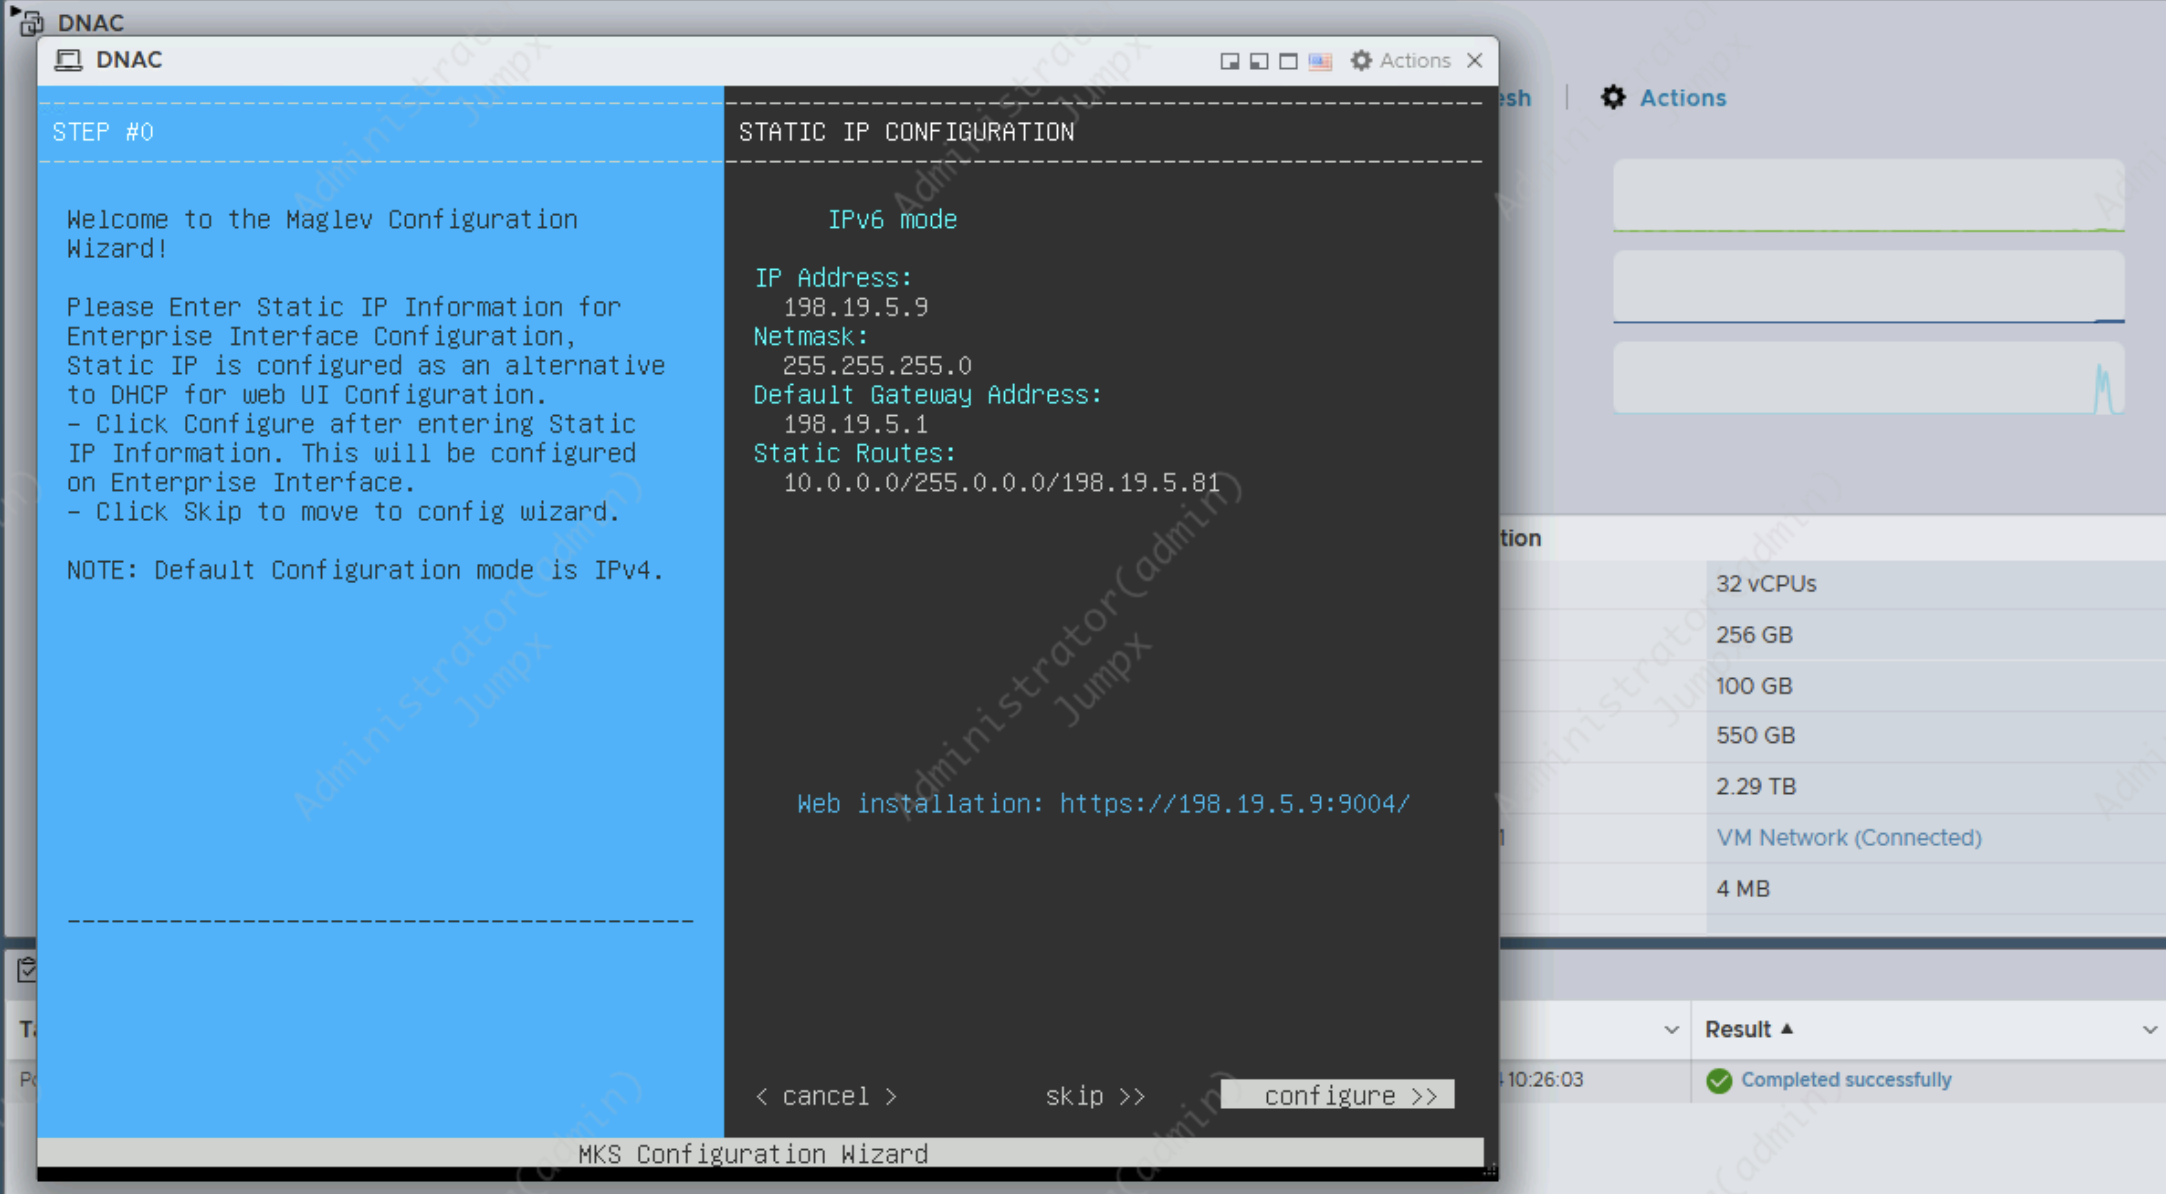 DNAC
DNAC
Actions
Actions
STEP #0
Welcome to the Maglev Configuration
Wizard!
Please Enter Static IP Information for
Enterprise Interface Configuration,
Static IP is configured as an alternative
to DHCP for web UI Configuration.
- Click Configure after entering Static
IP Information. This will be configured
on Enterprise Interface.
- Click Skip to move to config wizard.
NOTE: Default Configuration mode is IPv4.
STATIC IP CONFIGURATION
IPv6 mode
IP Address:
198.19.5.9
Netmask:
255.255.255.0
Default Gateway Address:
198.19.5.1
Static Routes:
10.0.0.0/255.0.0.0/198.19.5.81
Web installation: https://198.19.5.9:9004/
< cancel > skip >> configure >>
MKS Configuration Wizard
32 vCPUs
256 GB
100 GB
550 GB
2.29 TB
VM Network (Connected)
4 MB
Result
10:26:03 Completed successfully
Administrator(admin)
Jumpx